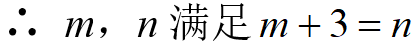 ∴ m，n 满足 m + 3 = n